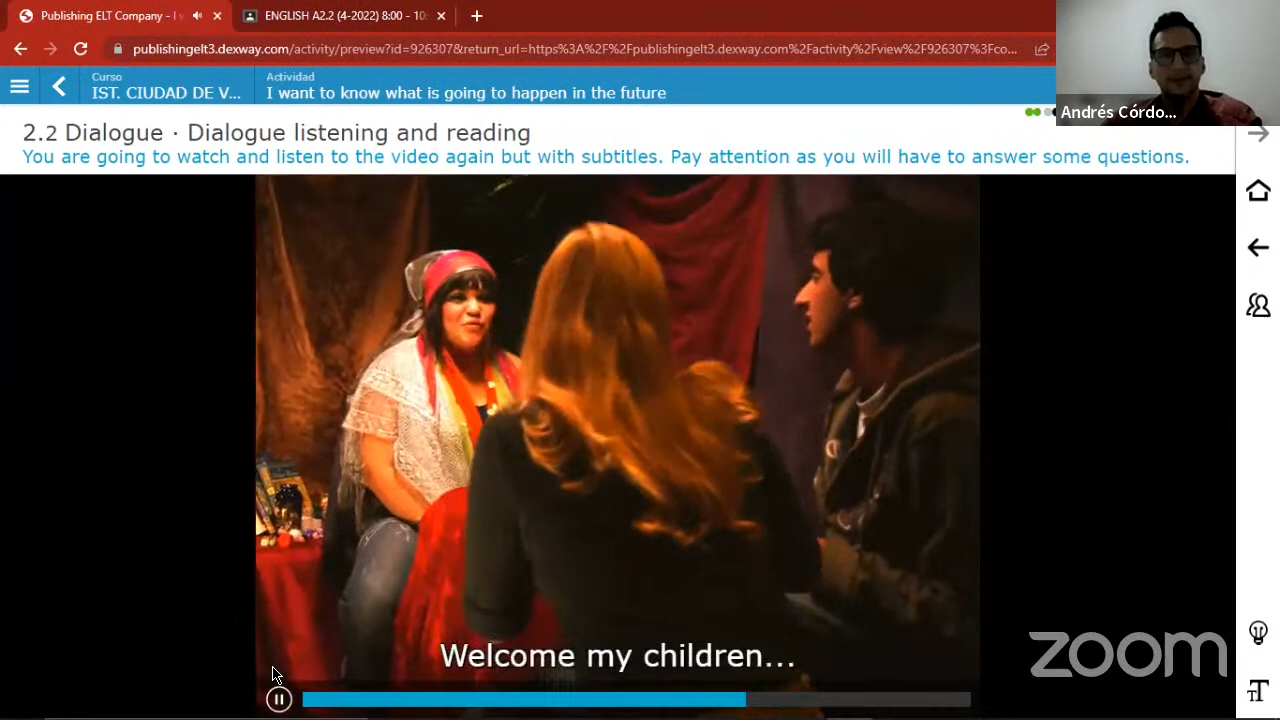 Publishing ELT Company - I w
ENGLISH A2.2 (4-2022) 8:00 - 10:
publishingelt3.dexway.com/activity/preview?id=926307&return_url=https%3A%2F%2Fpublishingelt3.dexway.com%2Factivity%2Fview%2F926307%3Fco...
Curso
IST. CIUDAD DE V...
Actividad
I want to know what is going to happen in the future
Andrés Córdo...
2.2 Dialogue · Dialogue listening and reading
You are going to watch and listen to the video again but with subtitles. Pay attention as you will have to answer some questions.
Welcome my children...
zoom
TT